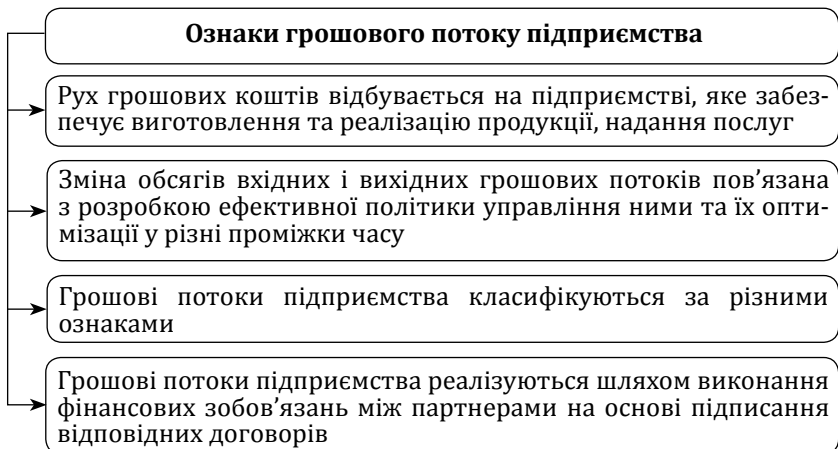 Ознаки грошового потоку підприємства
Рух грошових коштів відбувається на підприємстві, яке забез-
печує виготовлення та реалізацію продукції, надання послуг
Зміна обсягів вхідних і вихідних грошових потоків пов’язана
з розробкою ефективної політики управління ними та їх опти-
мізації у різні проміжки часу
Грошові потоки підприємства класифікуються за різними
ознаками
Грошові потоки підприємства реалізуються шляхом виконання
фінансових зобов’язань між партнерами на основі підписання
відповідних договорів